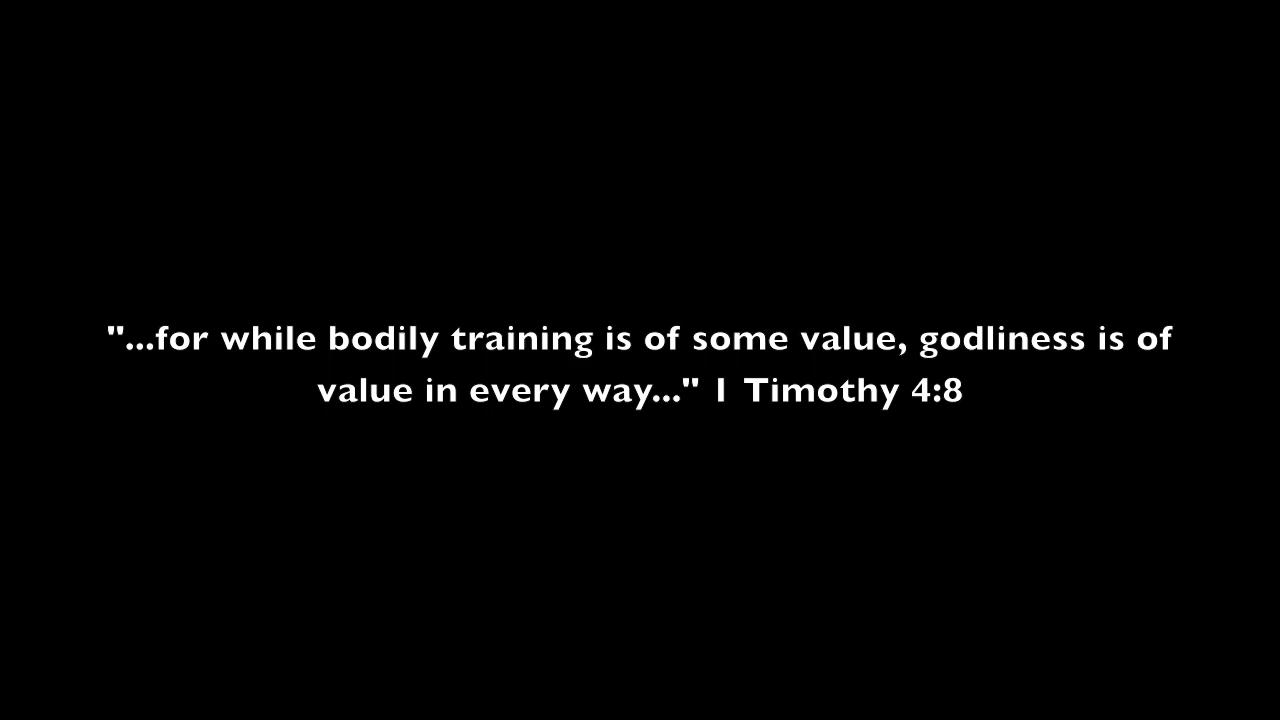 "...for while bodily training is of some value, godliness is of
value in every way..." 1 Timothy 4:8